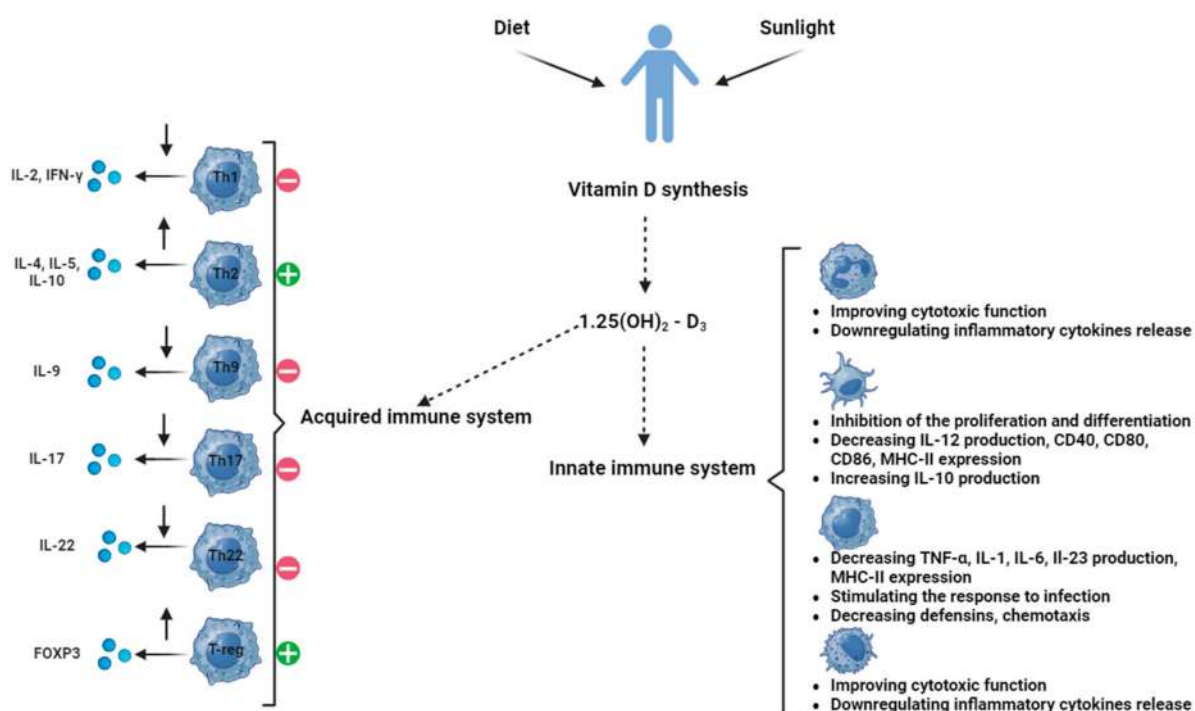 Diet
Sunlight
Vitamin D synthesis
1.25(OH)₂ - D₃
Acquired immune system
Innate immune system
IL-2, IFN-γ
Th1
IL-4, IL-5,
IL-10
Th2
IL-9
Th9
IL-17
Th17
IL-22
Th22
FOXP3
T-reg
• Improving cytotoxic function
• Downregulating inflammatory cytokines release
• Inhibition of the proliferation and differentiation
• Decreasing IL-12 production, CD40, CD80,
CD86, MHC-II expression
• Increasing IL-10 production
• Decreasing TNF-α, IL-1, IL-6, Il-23 production,
MHC-II expression
• Stimulating the response to infection
• Decreasing defensins, chemotaxis
• Improving cytotoxic function
• Downregulating inflammatory cytokines release